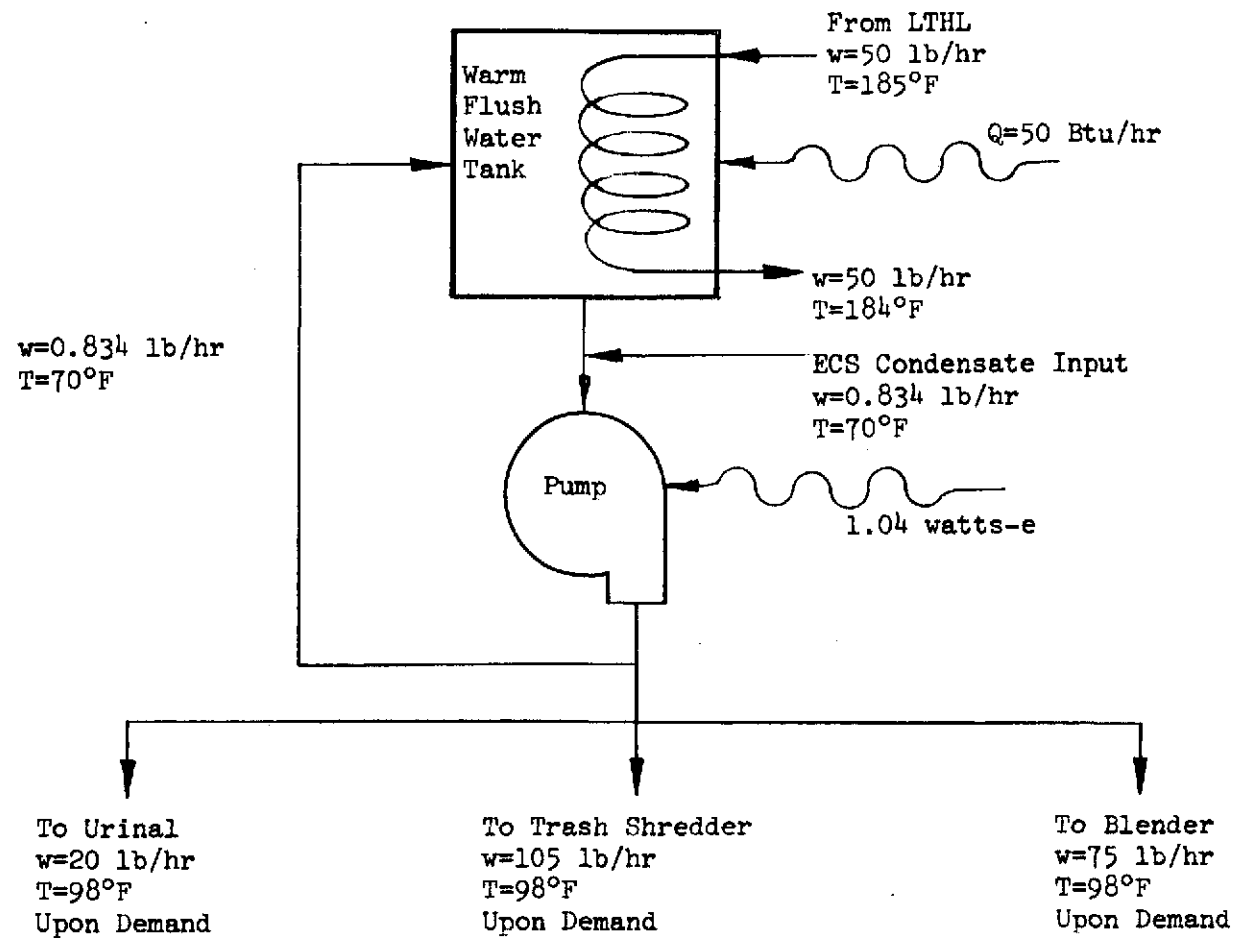 From LTHL
w=50 lb/hr
T=185°F
Warm
Flush
Water
Tank
Q=50 Btu/hr
w=50 lb/hr
T=184°F
w=0.834 lb/hr
T=70°F
ECS Condensate Input
w=0.834 lb/hr
T=70°F
Pump
1.04 watts-e
To Urinal
w=20 lb/hr
T=98°F
Upon Demand
To Trash Shredder
w=105 lb/hr
T=98°F
Upon Demand
To Blender
w=75 lb/hr
T=98°F
Upon Demand